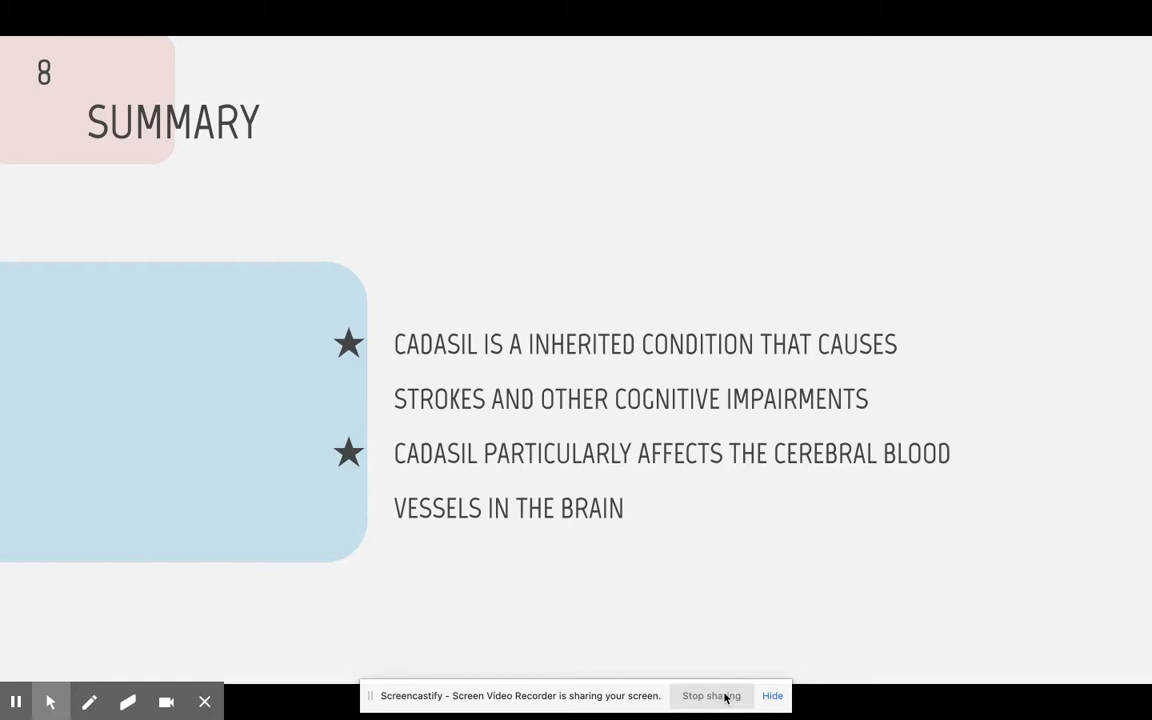 8
SUMMARY
★ CADASIL IS A INHERITED CONDITION THAT CAUSES
STROKES AND OTHER COGNITIVE IMPAIRMENTS
★ CADASIL PARTICULARLY AFFECTS THE CEREBRAL BLOOD
VESSELS IN THE BRAIN
Screencastify - Screen Video Recorder is sharing your screen. Stop sharing Hide